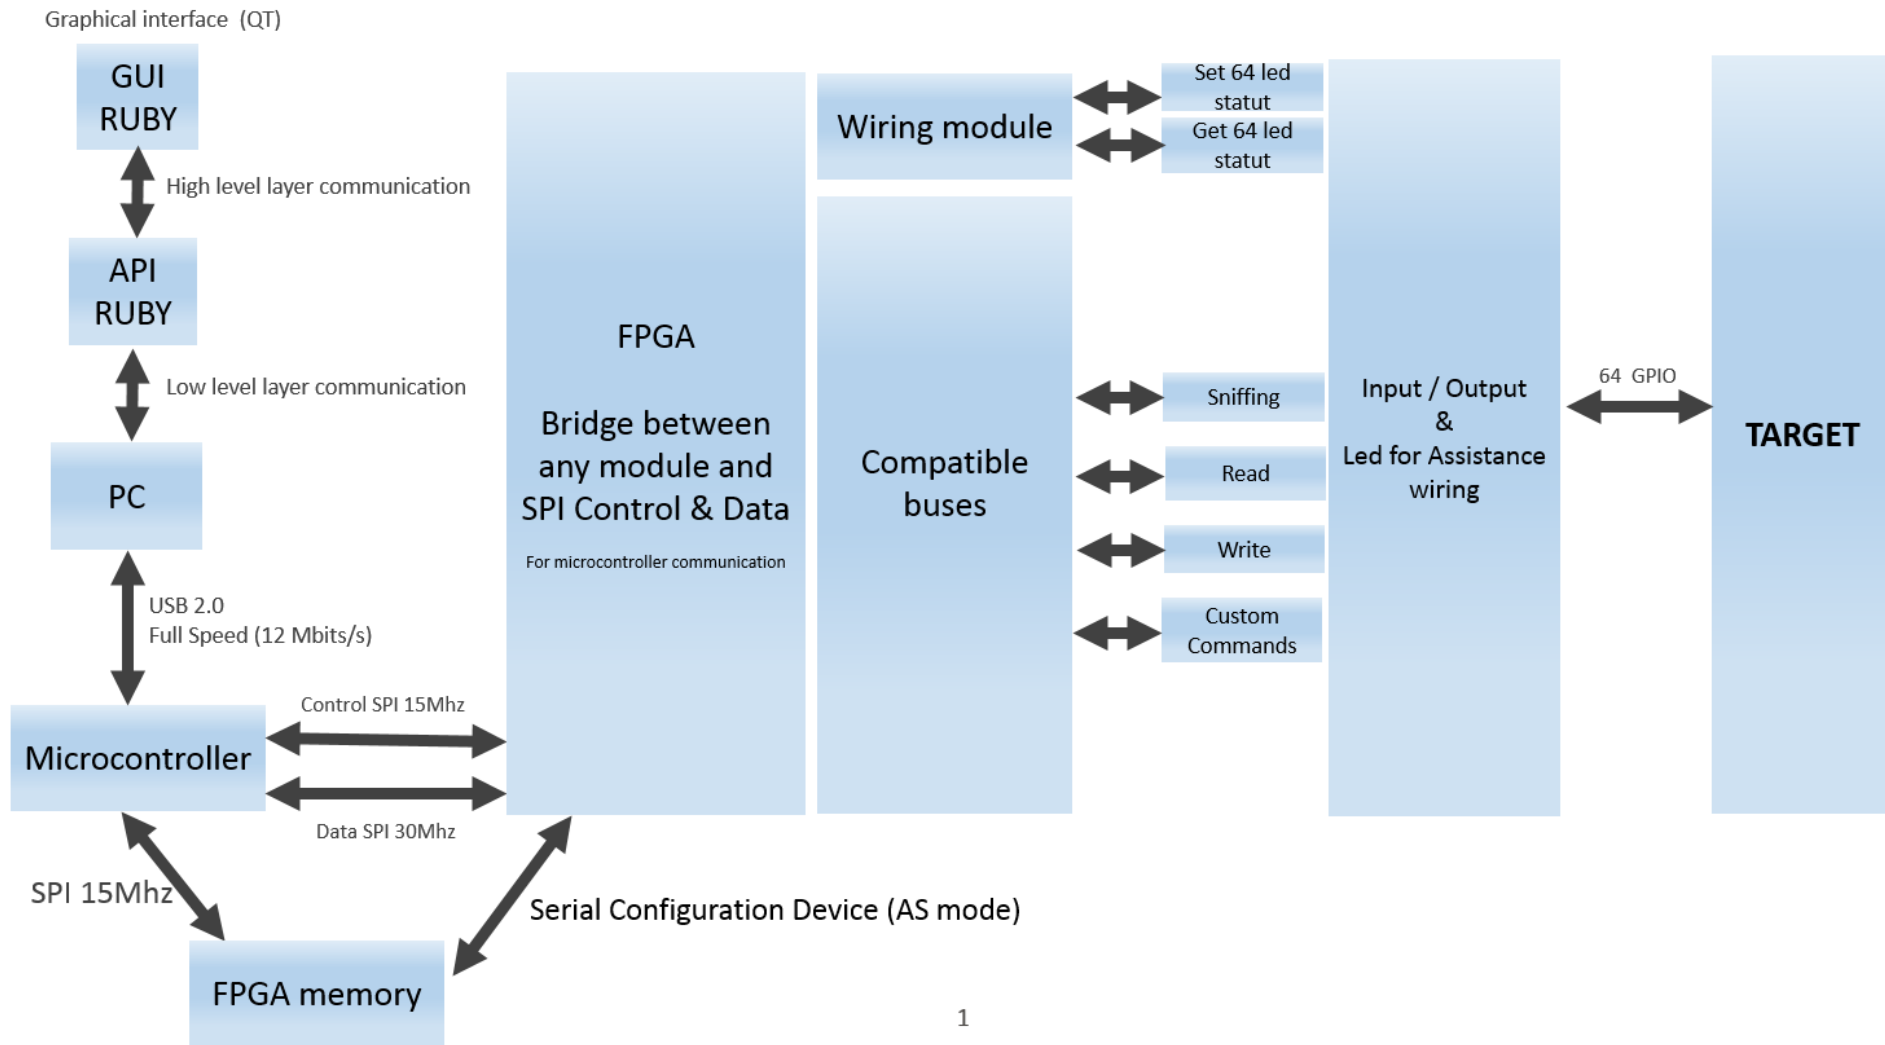 Graphical interface  (QT)
GUI
RUBY
High level layer communication
API
RUBY
Low level layer communication
PC
USB 2.0
Full Speed (12 Mbits/s)
Microcontroller
Control SPI 15Mhz
Data SPI 30Mhz
SPI 15Mhz
FPGA memory
Serial Configuration Device (AS mode)
FPGA
Bridge between
any module and
SPI Control & Data
For microcontroller communication
Wiring module
Set 64 led
statut
Get 64 led
statut
Compatible
buses
Sniffing
Read
Write
Custom
Commands
Input / Output
&
Led for Assistance
wiring
64  GPIO
TARGET
1